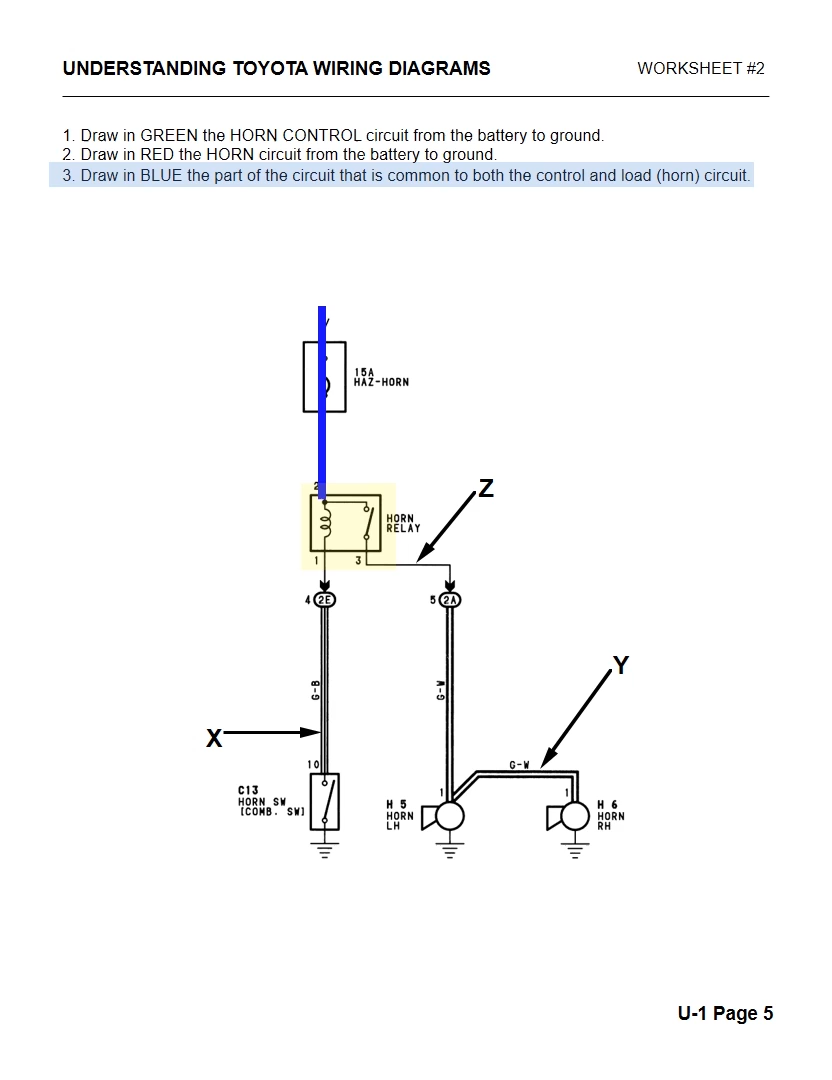 UNDERSTANDING TOYOTA WIRING DIAGRAMS
WORKSHEET #2
1. Draw in GREEN the HORN CONTROL circuit from the battery to ground.
2. Draw in RED the HORN circuit from the battery to ground.
3. Draw in BLUE the part of the circuit that is common to both the control and load (horn) circuit.
15A
HAZ-HORN
2
Z
HORN
RELAY
1
3
4
2E
5
2A
Y
G-B
G-W
X
G-W
10
1
1
C13
HORN SW
[COMB. SW]
H 5
HORN
LH
H 6
HORN
RH
U-1 Page 5